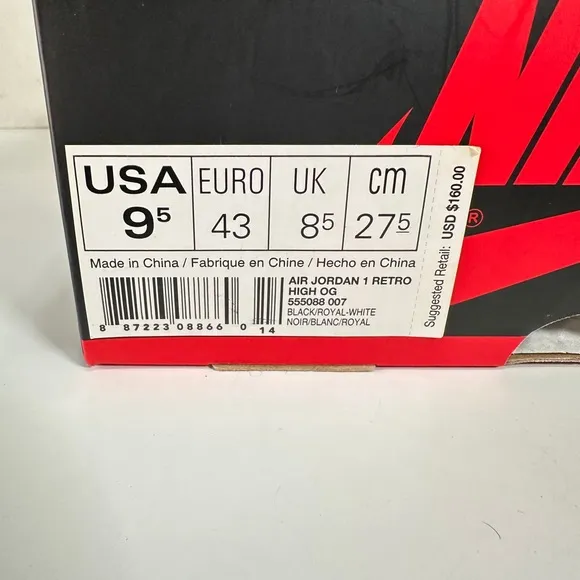 USA EURO UK cm
9⁵ 43 8⁵ 27⁵
Made in China / Fabrique en Chine / Hecho en China
AIR JORDAN 1 RETRO
HIGH OG
555088 007
BLACK/ROYAL-WHITE
NOIR/BLANC/ROYAL
8 87223 08866 0 14
Suggested Retail: USD $160.00
®